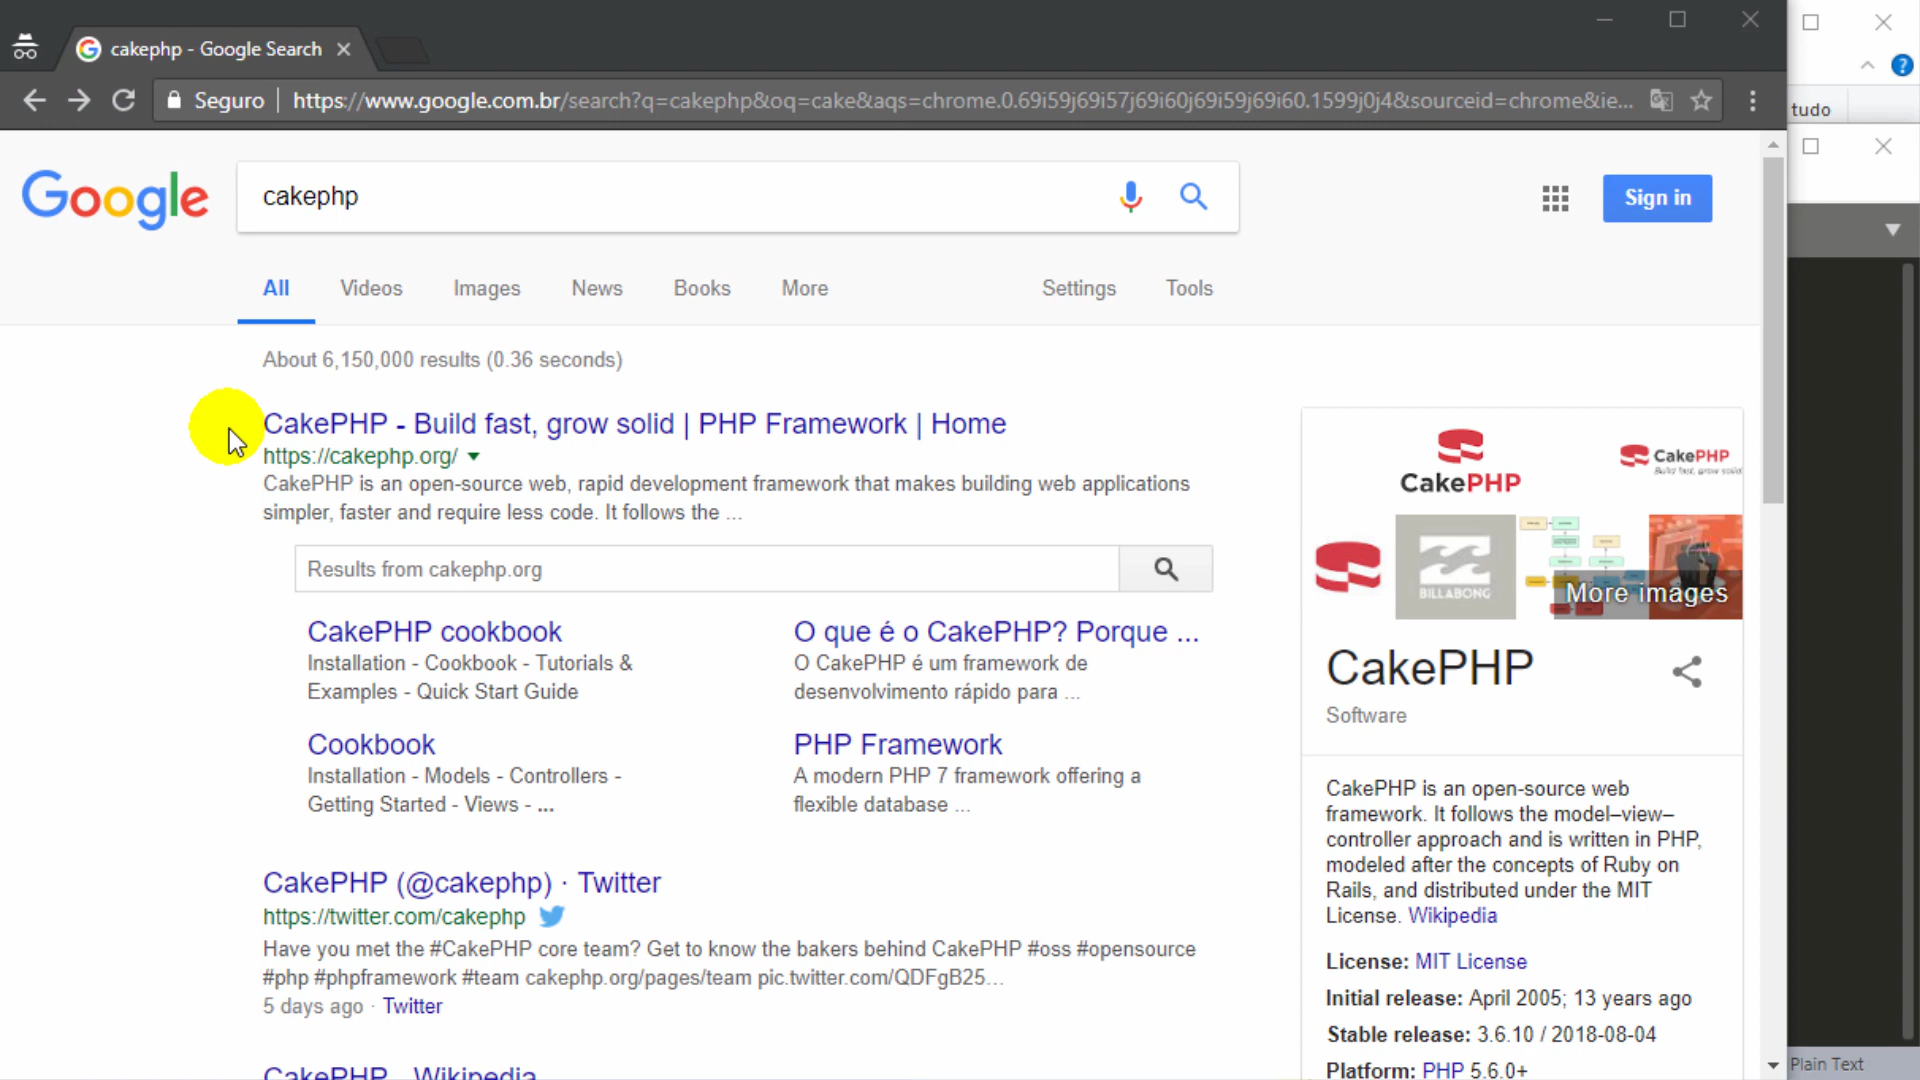 cakephp - Google Search
Seguro https://www.google.com.br/search?q=cakephp&oq=cake&aqs=chrome.0.69i59j69i57j69i60j69i59j69i60.1599j0j4&sourceid=chrome&ie...
tudo
Google
cakephp
Sign in
All Videos Images News Books More Settings Tools
About 6,150,000 results (0.36 seconds)
CakePHP - Build fast, grow solid | PHP Framework | Home
https://cakephp.org/
CakePHP is an open-source web, rapid development framework that makes building web applications
simpler, faster and require less code. It follows the ...
Results from cakephp.org
CakePHP cookbook
Installation - Cookbook - Tutorials &
Examples - Quick Start Guide
O que é o CakePHP? Porque ...
O CakePHP é um framework de
desenvolvimento rápido para ...
Cookbook
Installation - Models - Controllers -
Getting Started - Views - ...
PHP Framework
A modern PHP 7 framework offering a
flexible database ...
CakePHP (@cakephp) · Twitter
https://twitter.com/cakephp
Have you met the #CakePHP core team? Get to know the bakers behind CakePHP #oss #opensource
#php #phpframework #team cakephp.org/pages/team pic.twitter.com/QDFgB25...
5 days ago · Twitter
CakePHP - Wikipedia
CakePHP
CakePHP
Build fast, grow solid
BILLABONG
More images
CakePHP
Software
CakePHP is an open-source web
framework. It follows the model–view–
controller approach and is written in PHP,
modeled after the concepts of Ruby on
Rails, and distributed under the MIT
License. Wikipedia
License: MIT License
Initial release: April 2005; 13 years ago
Stable release: 3.6.10 / 2018-08-04
Platform: PHP 5.6.0+
Plain Text